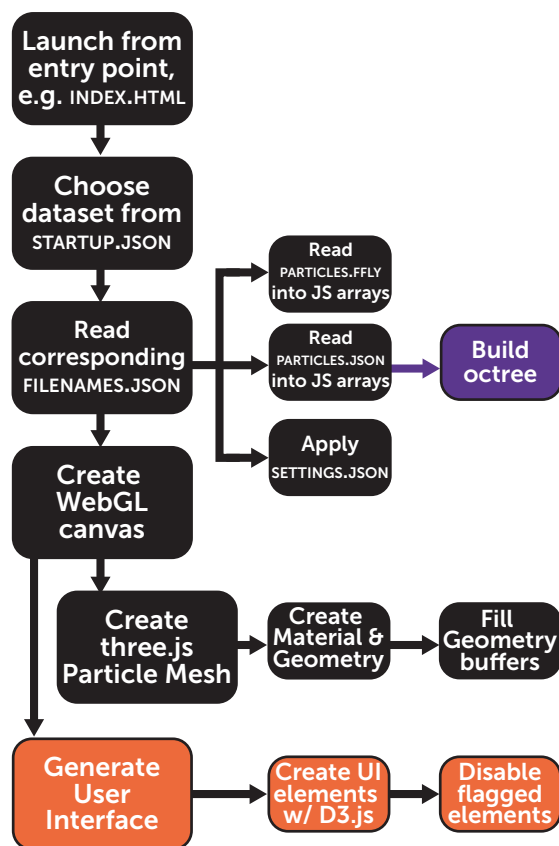 Launch from
entry point,
e.g. INDEX.HTML
Choose
dataset from
STARTUP.JSON
Read
corresponding
FILENAMES.JSON
Read
PARTICLES.FFLY
into JS arrays
Read
PARTICLES.JSON
into JS arrays
Build
octree
Apply
SETTINGS.JSON
Create
WebGL
canvas
Create
three.js
Particle Mesh
Create
Material &
Geometry
Fill
Geometry
buffers
Generate
User
Interface
Create UI
elements
w/ D3.js
Disable
flagged
elements